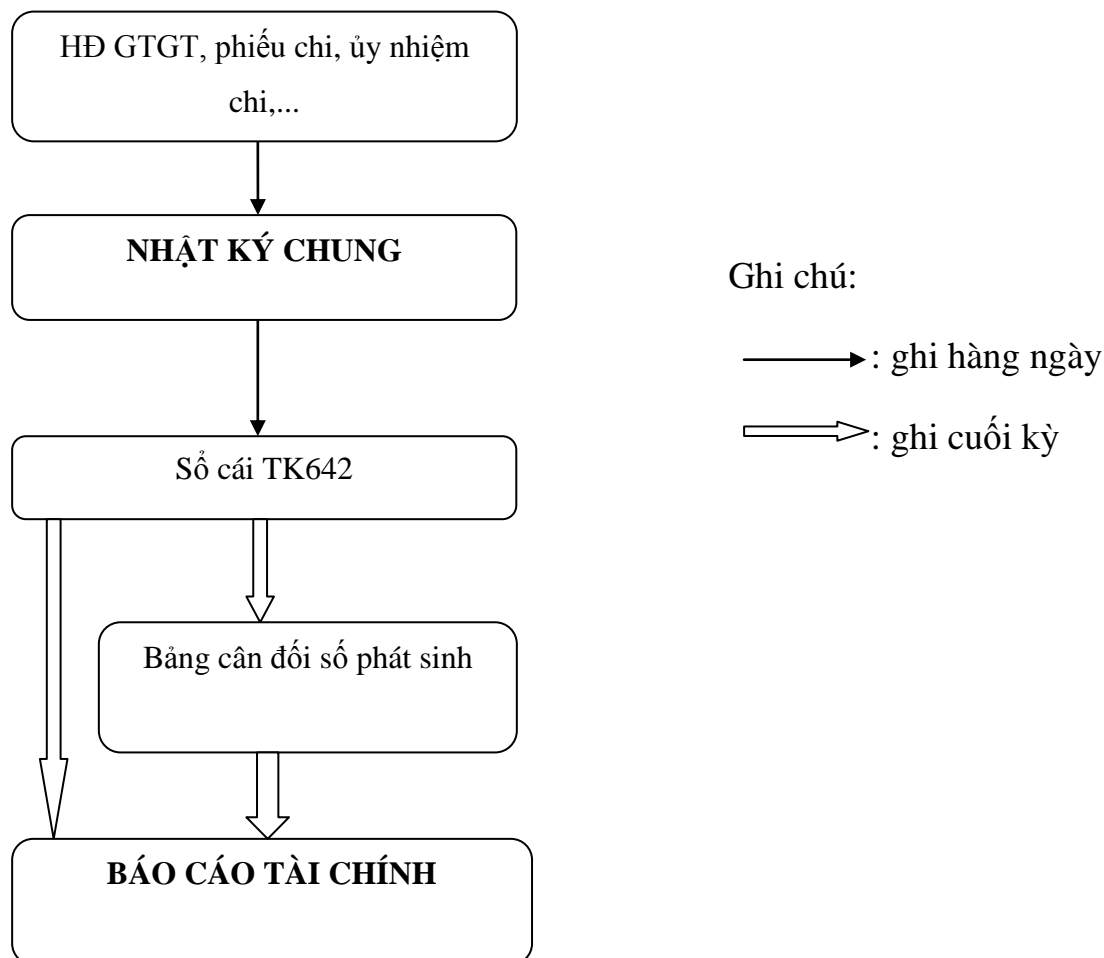 HĐ GTGT, phiếu chi, ủy nhiệm
chi,...
NHẬT KÝ CHUNG
Ghi chú:
: ghi hàng ngày
: ghi cuối kỳ
Sổ cái TK642
Bảng cân đối số phát sinh
BÁO CÁO TÀI CHÍNH